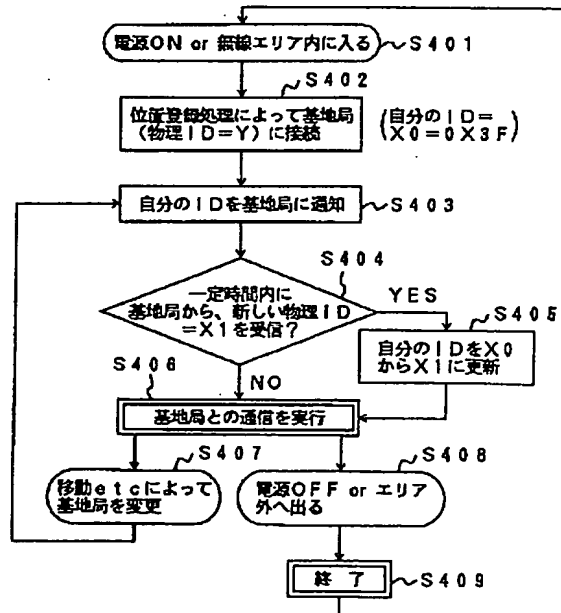 電源ON or 無線エリア内に入る S401
S402
位置登録処理によって基地局
(物理ID=Y)に接続
(自分のID=
X0=0X3F)
自分のIDを基地局に通知 S403
S404
一定時間内に
基地局から、新しい物理ID
=X1を受信?
YES
S405
自分のIDをX0
からX1に更新
S406
NO
基地局との通信を実行
S407
移動etcによって
基地局を変更
S408
電源OFF or エリア
外へ出る
終了 S409